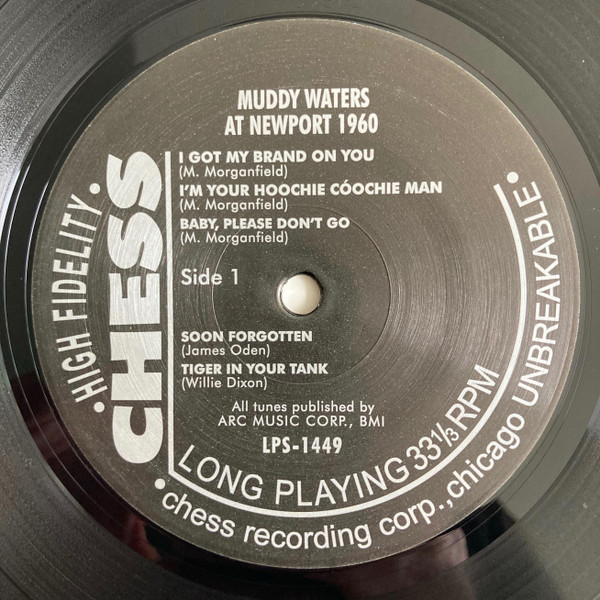 MUDDY WATERS
AT NEWPORT 1960
I GOT MY BRAND ON YOU
(M. Morganfield)
I'M YOUR HOOCHIE CÓOCHIE MAN
(M. Morganfield)
BABY, PLEASE DON'T GO
(M. Morganfield)
Side 1
SOON FORGOTTEN
(James Oden)
TIGER IN YOUR TANK
(Willie Dixon)
All tunes published by
ARC MUSIC CORP., BMI
LPS-1449
• HIGH FIDELITY •
CHESS
LONG PLAYING 33⅓ RPM
• chess recording corp., chicago UNBREAKABLE •